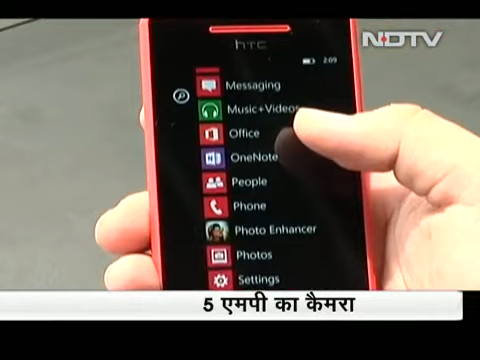 NDTV
hTC
2:09
Messaging
Music+Videos
Office
OneNote
People
Phone
Photo Enhancer
Photos
Settings
5 एमपी का कैमरा